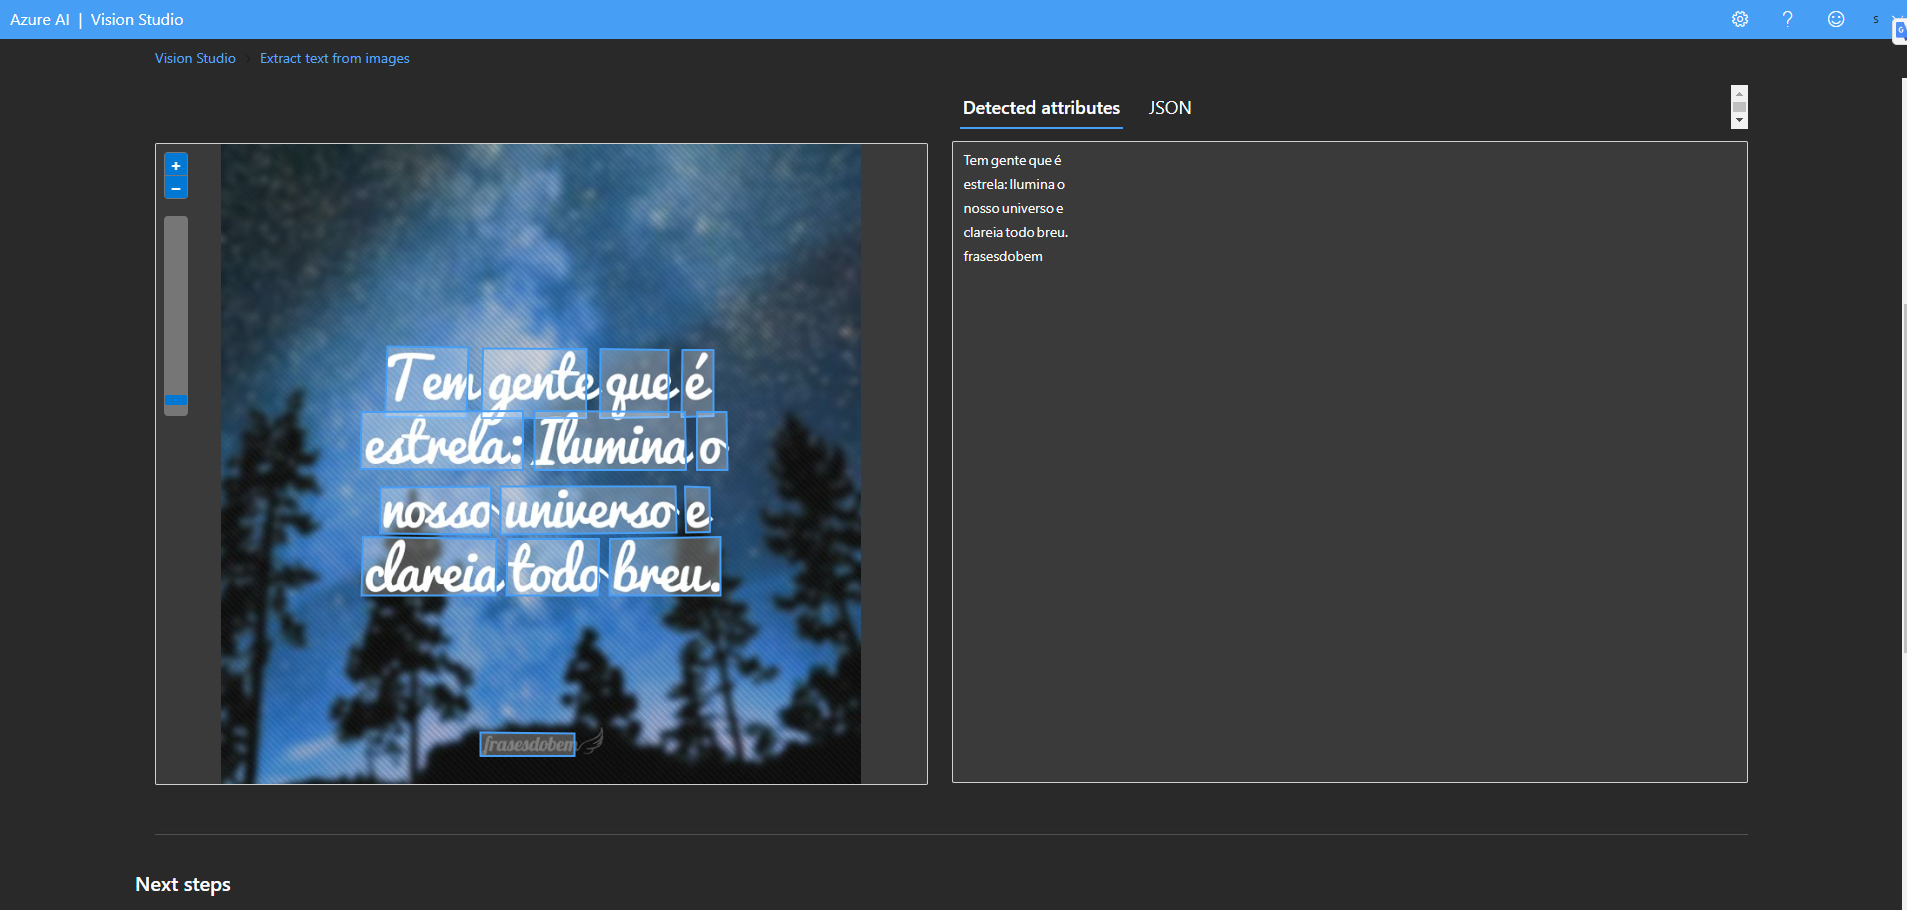 Azure AI | Vision Studio
Vision Studio > Extract text from images
Detected attributes JSON
Tem gente que é
estrela: Ilumina o
nosso universo e
clareia todo breu.
frasesdobem
Tem gente que é
estrela: Ilumina o
nosso universo e
clareia todo breu.
frasesdobem
Next steps